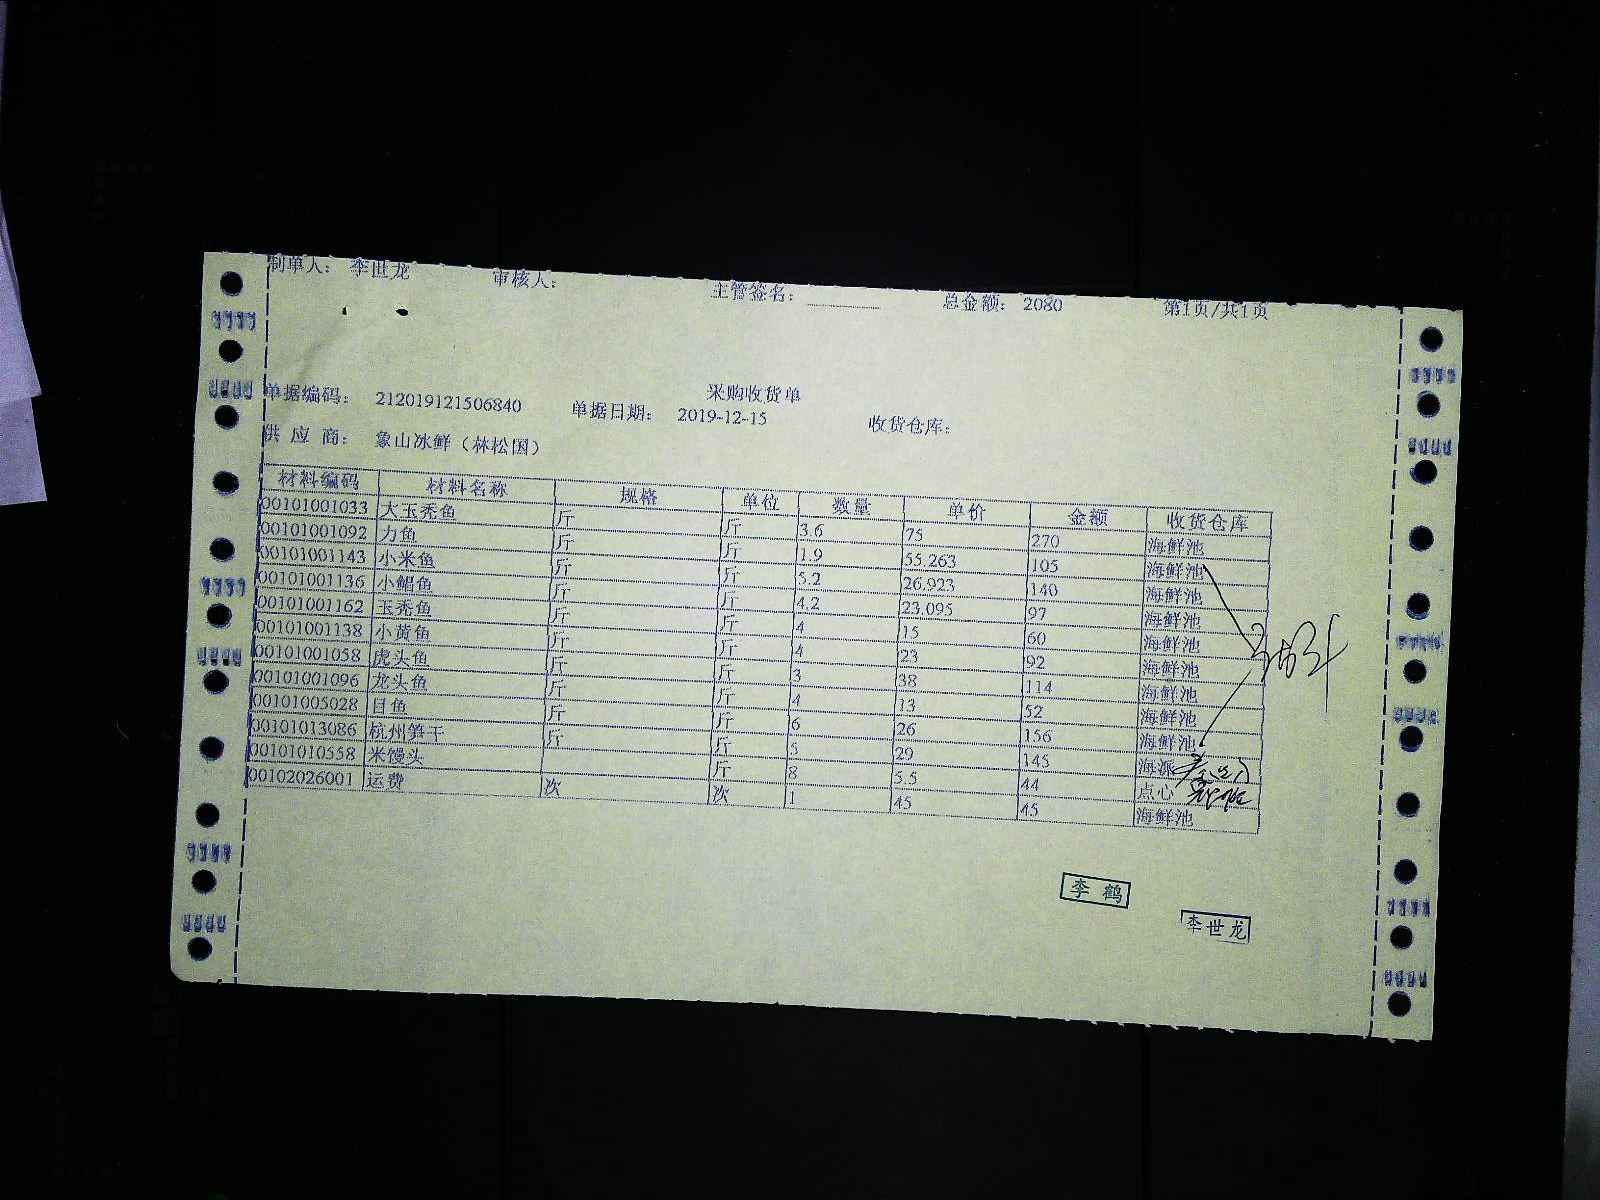 制单人： 李世龙 审核人： 主管签名： 总金额： 2080 第1页/共1页
采购收货单
单据编码： 212019121506840 单据日期： 2019-12-15 收货仓库：
供 应 商： 象山冰鲜（林松国）
材料编码 材料名称 规格 单位 数量 单价 金额 收货仓库
00101001033 大玉秃鱼 斤 斤 3.6 75 270 海鲜池
00101001092 力鱼 斤 斤 1.9 55.263 105 海鲜池
00101001143 小米鱼 斤 斤 5.2 26.923 140 海鲜池
00101001136 小鲳鱼 斤 斤 4.2 23.095 97 海鲜池
00101001162 玉秃鱼 斤 斤 4 15 60 海鲜池
00101001138 小黄鱼 斤 斤 4 23 92 海鲜池
00101001058 虎头鱼 斤 斤 3 38 114 海鲜池
00101001096 龙头鱼 斤 斤 4 13 52 海鲜池
00101005028 目鱼 斤 斤 6 26 156 海鲜池
00101013086 杭州笋干 斤 斤 5 29 145 海派
00101010558 米馒头 斤 8 5.5 44 点心
00102026001 运费 次 次 1 45 45 海鲜池
李 鹤
李世龙